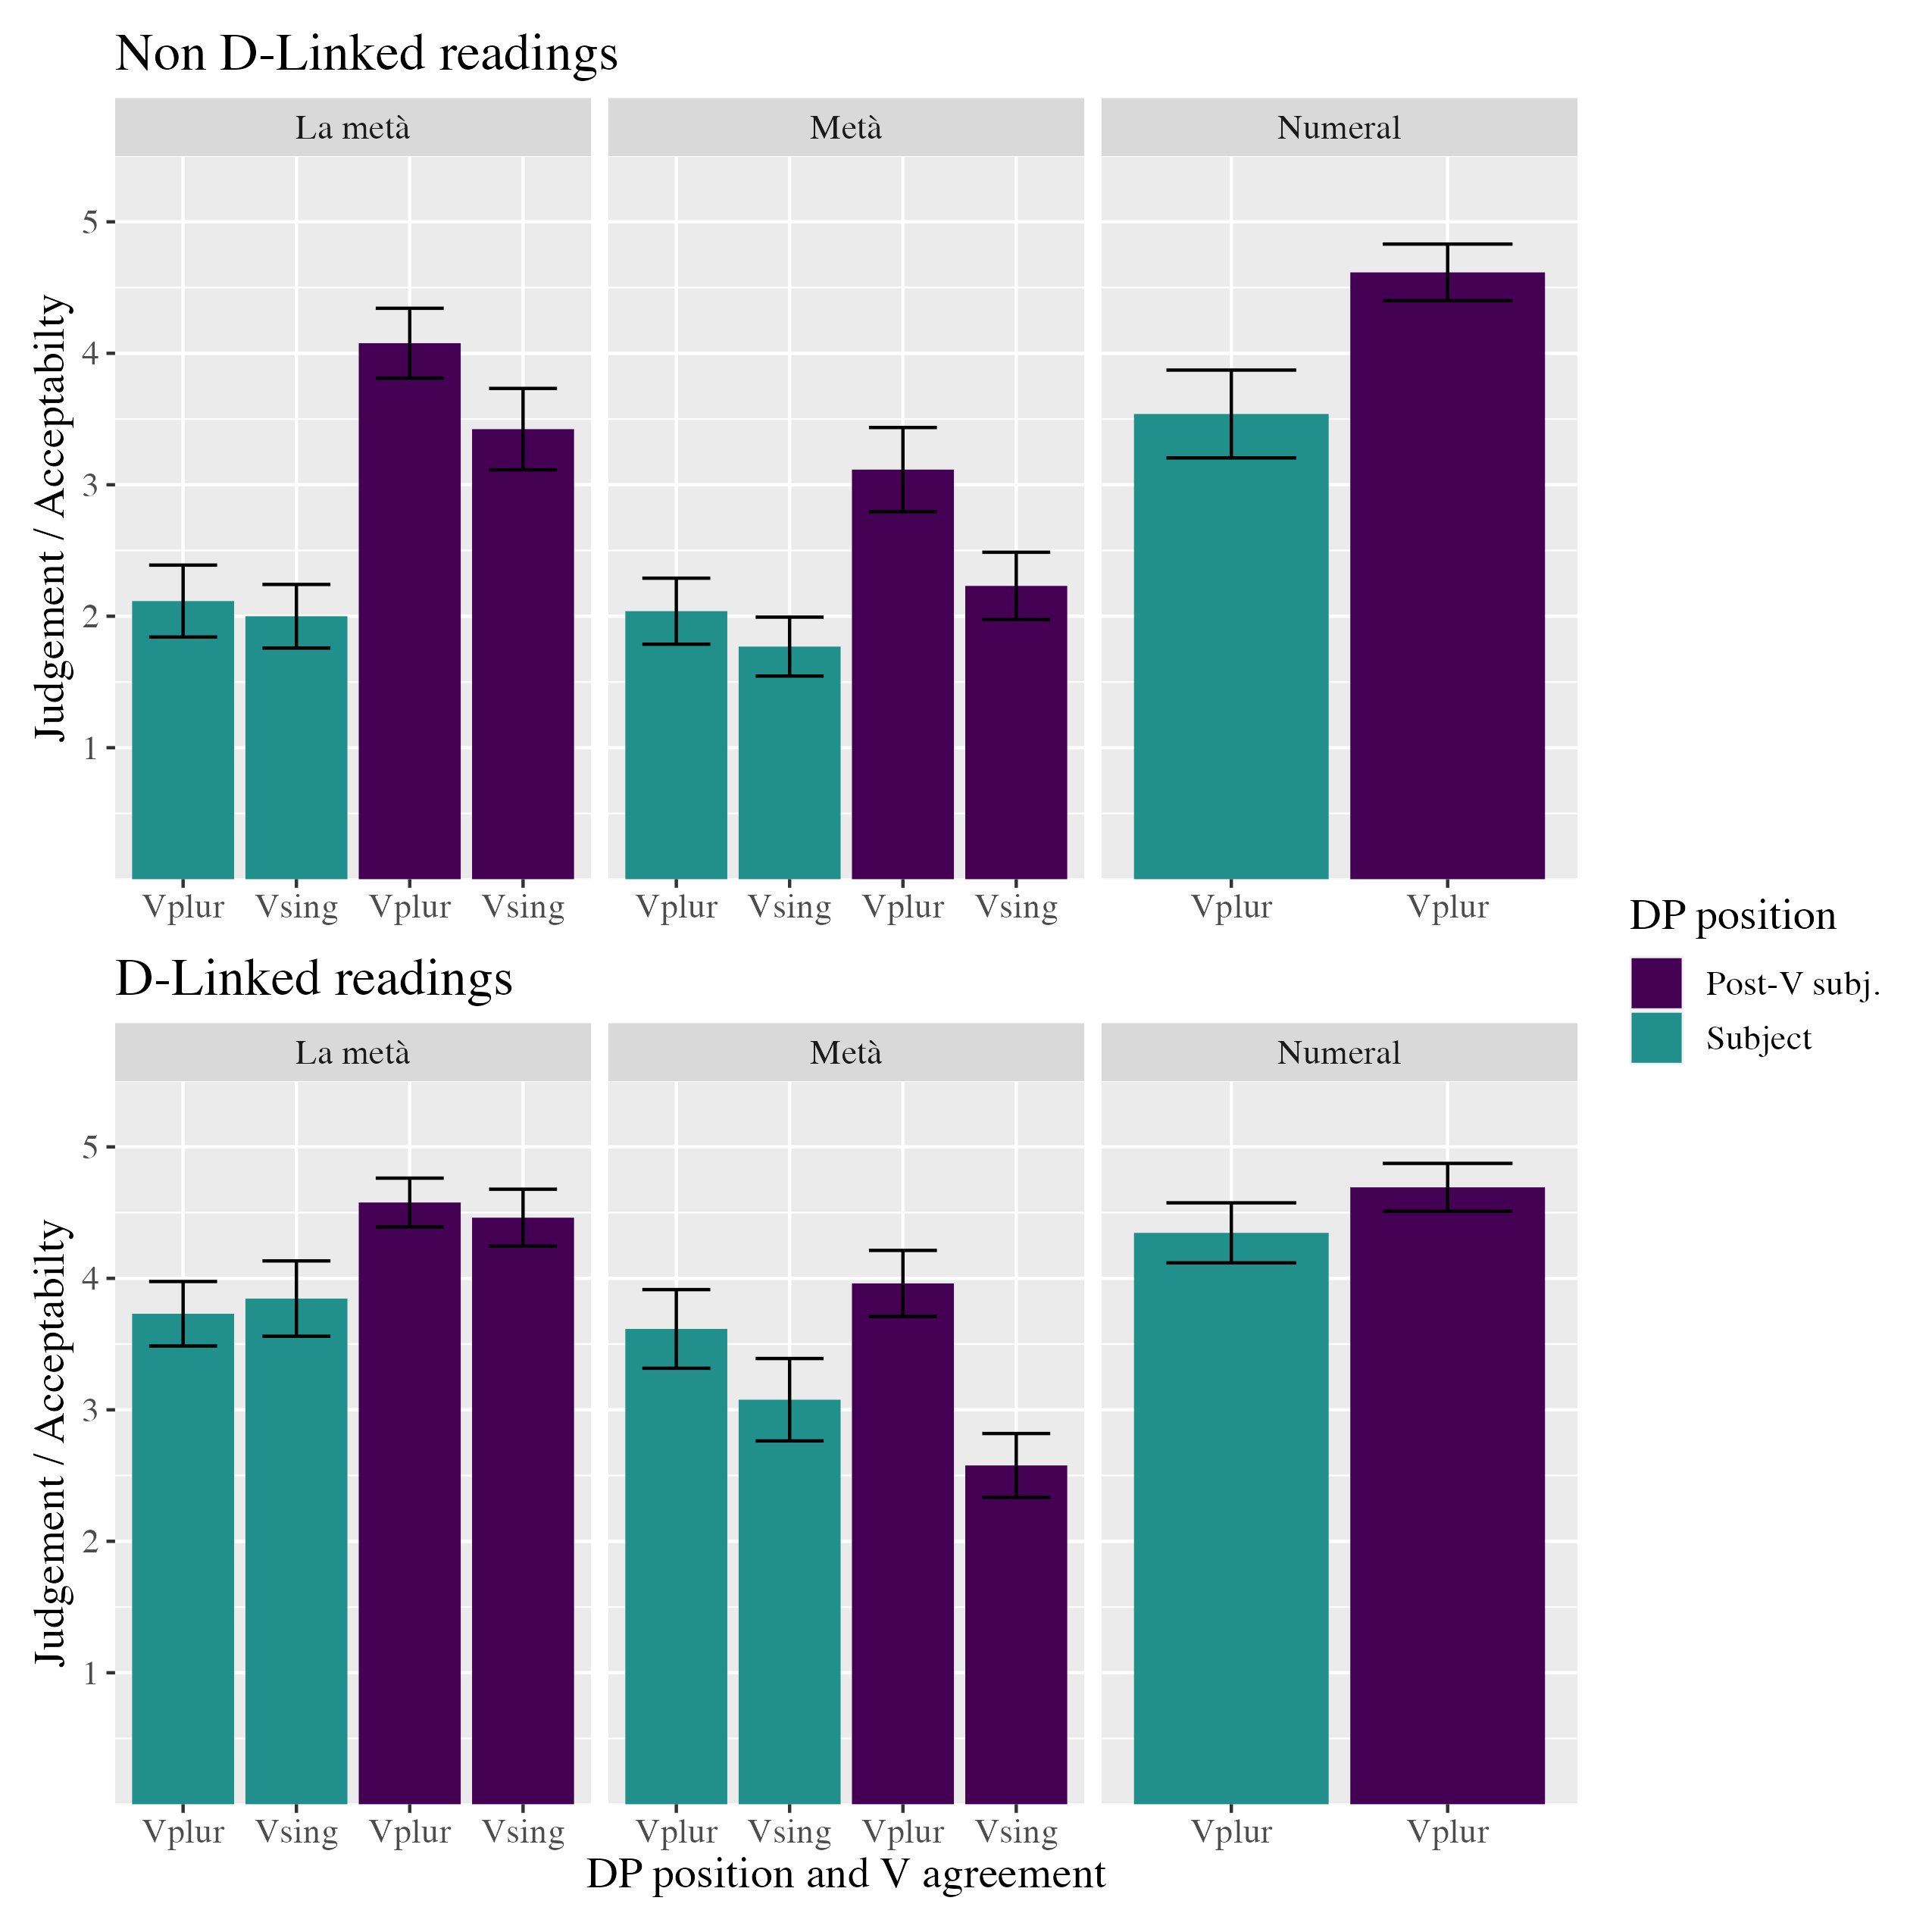 Non D-Linked readings
La metà
Metà
Numeral
Judgement / Acceptabilty
5
4
3
2
1
Vplur Vsing Vplur Vsing
Vplur Vsing Vplur Vsing
Vplur Vplur
D-Linked readings
La metà
Metà
Numeral
Judgement / Acceptabilty
5
4
3
2
1
Vplur Vsing Vplur Vsing
Vplur Vsing Vplur Vsing
Vplur Vplur
DP position and V agreement
DP position
Post-V subj.
Subject